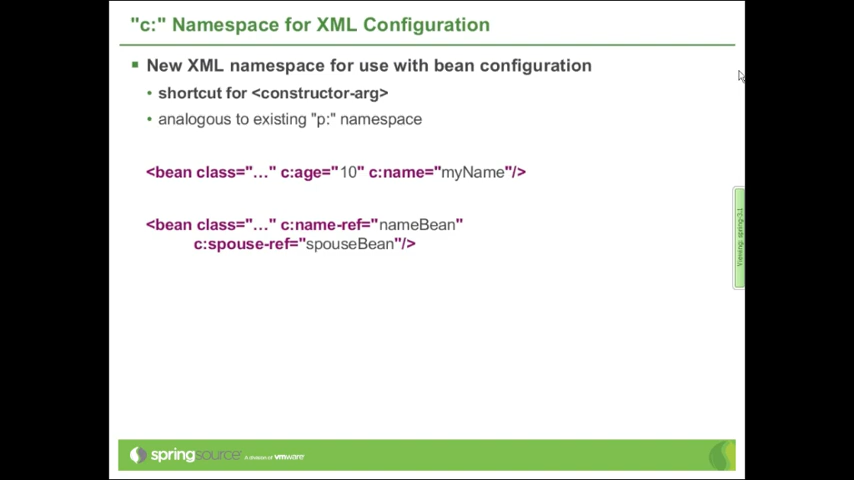 "c:" Namespace for XML Configuration
New XML namespace for use with bean configuration
shortcut for <constructor-arg>
analogous to existing "p:" namespace
<bean class="…" c:age="10" c:name="myName"/>
<bean class="…" c:name-ref="nameBean"
c:spouse-ref="spouseBean"/>
Viewing: spring-3.1
springsource A division of vmware